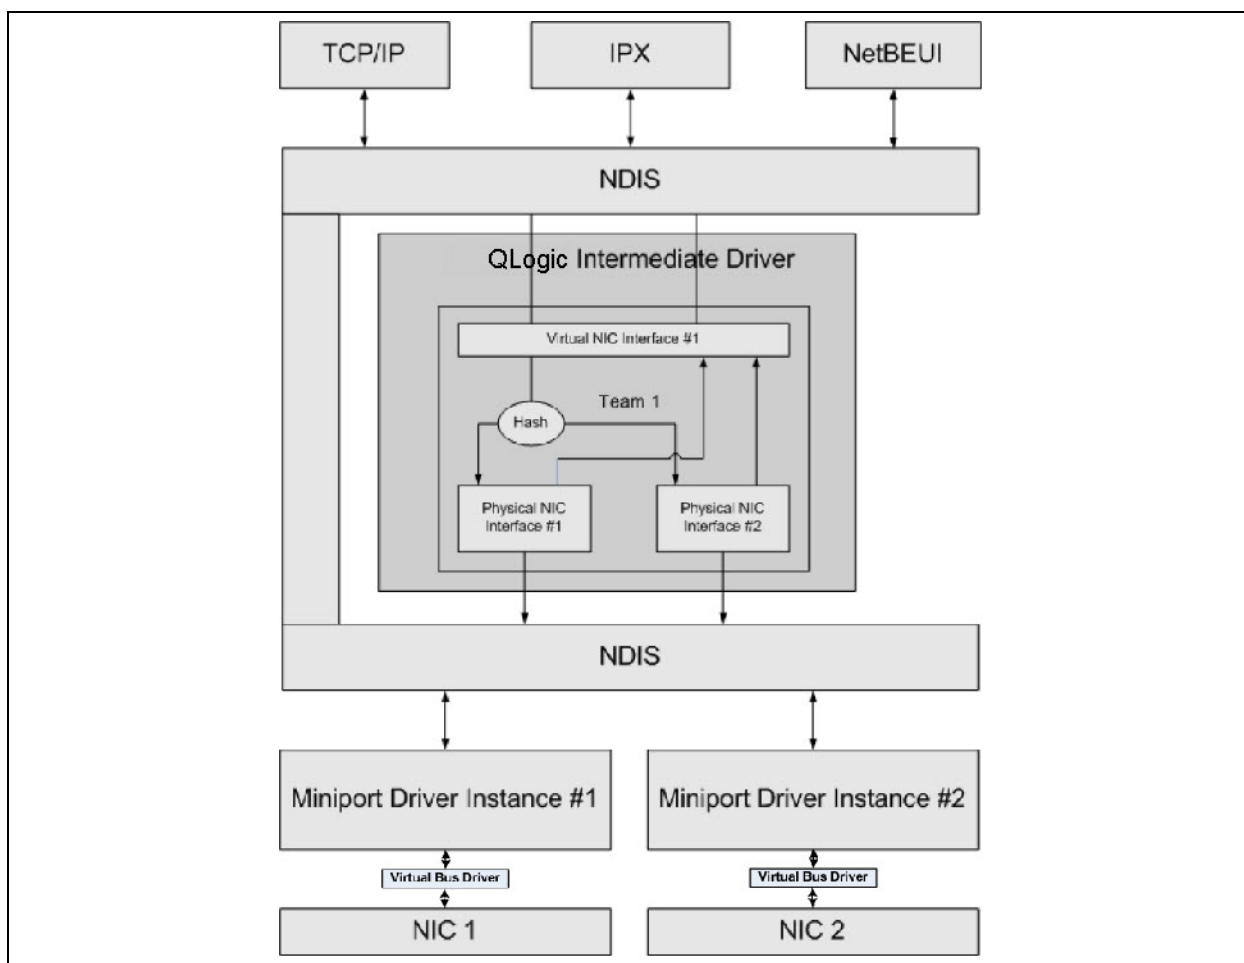 TCP/IP
IPX
NetBEUI
NDIS
QLogic Intermediate Driver
Virtual NIC Interface #1
Team 1
Hash
Physical NIC
Interface #1
Physical NIC
Interface #2
NDIS
Miniport Driver Instance #1
Miniport Driver Instance #2
Virtual Bus Driver
Virtual Bus Driver
NIC 1
NIC 2